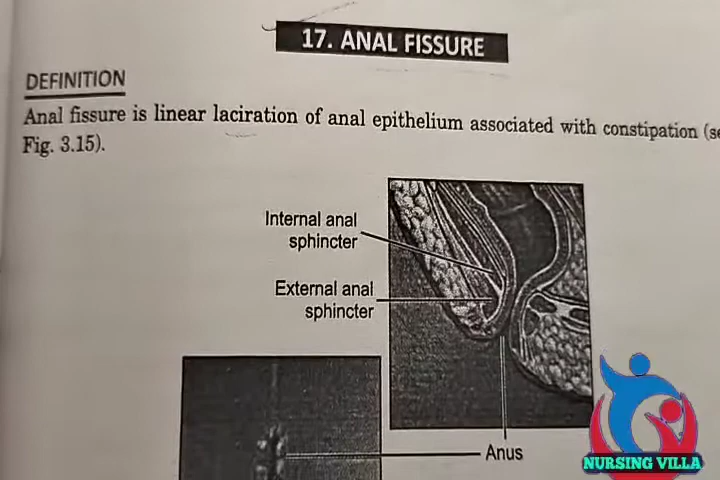 17. ANAL FISSURE
DEFINITION
Anal fissure is linear laciration of anal epithelium associated with constipation (se
Fig. 3.15).
Internal anal
sphincter
External anal
sphincter
Anus
NURSING VILLA